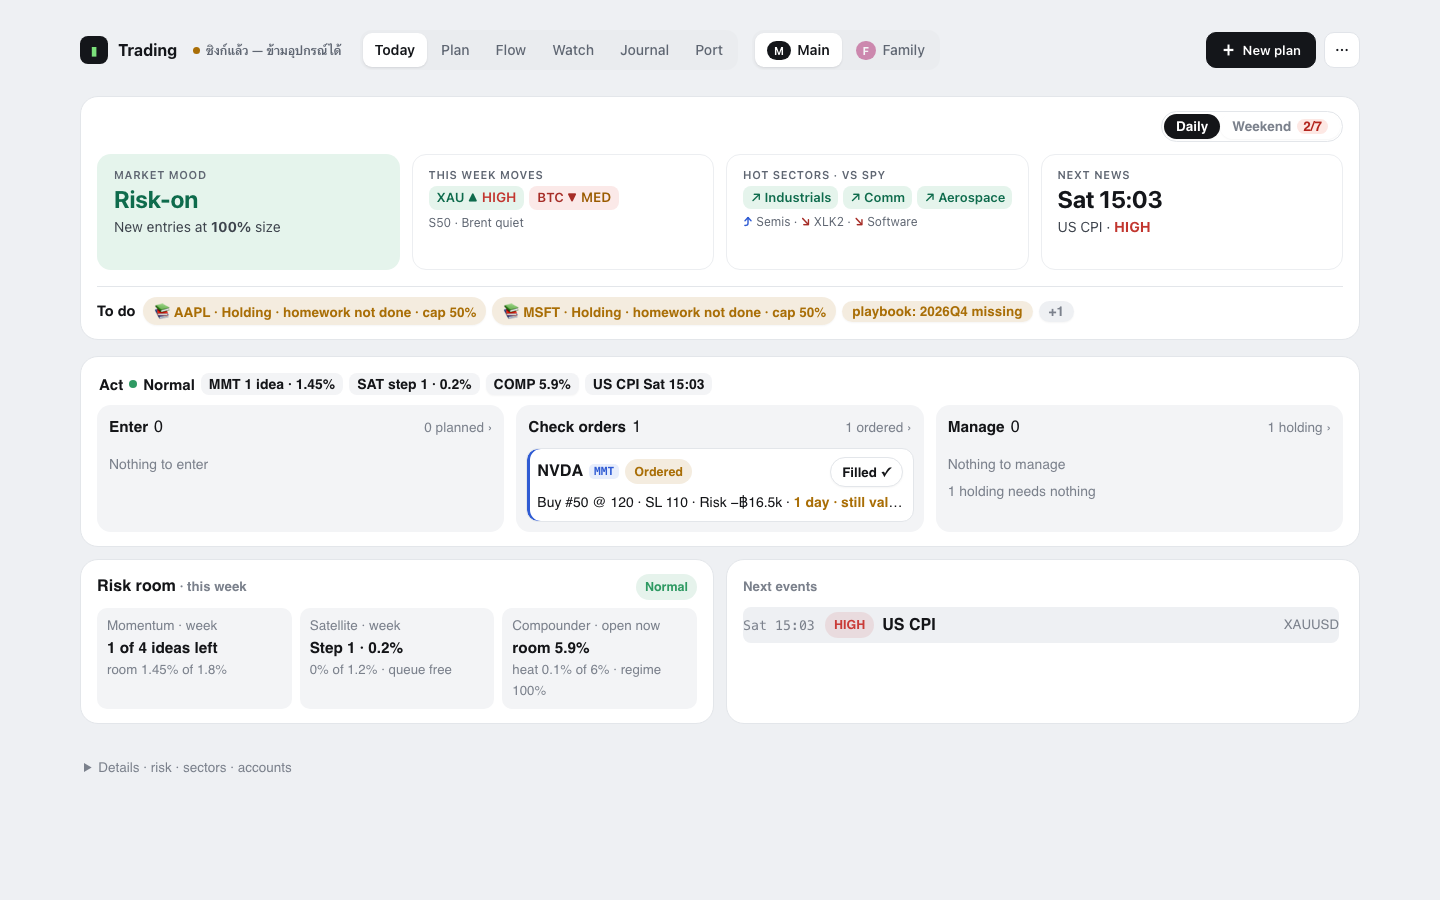 Trading
ซิงก์แล้ว — ข้ามอุปกรณ์ได้
Today Plan Flow Watch Journal Port
M Main F Family
+ New plan
...
Daily Weekend 2/7
MARKET MOOD
Risk-on
New entries at 100% size
THIS WEEK MOVES
XAU ▲ HIGH BTC ▼ MED
S50 · Brent quiet
HOT SECTORS · VS SPY
↗ Industrials ↗ Comm ↗ Aerospace
⤴ Semis · ↘ XLK2 · ↘ Software
NEXT NEWS
Sat 15:03
US CPI · HIGH
To do 📚 AAPL · Holding · homework not done · cap 50% 📚 MSFT · Holding · homework not done · cap 50% playbook: 2026Q4 missing +1
Act ● Normal MMT 1 idea · 1.45% SAT step 1 · 0.2% COMP 5.9% US CPI Sat 15:03
Enter 0 0 planned ›
Nothing to enter
Check orders 1 1 ordered ›
NVDA MMT Ordered Filled ✓
Buy #50 @ 120 · SL 110 · Risk −฿16.5k · 1 day · still val…
Manage 0 1 holding ›
Nothing to manage
1 holding needs nothing
Risk room · this week Normal
Momentum · week
1 of 4 ideas left
room 1.45% of 1.8%
Satellite · week
Step 1 · 0.2%
0% of 1.2% · queue free
Compounder · open now
room 5.9%
heat 0.1% of 6% · regime
100%
Next events
Sat 15:03 HIGH US CPI XAUUSD
▶ Details · risk · sectors · accounts